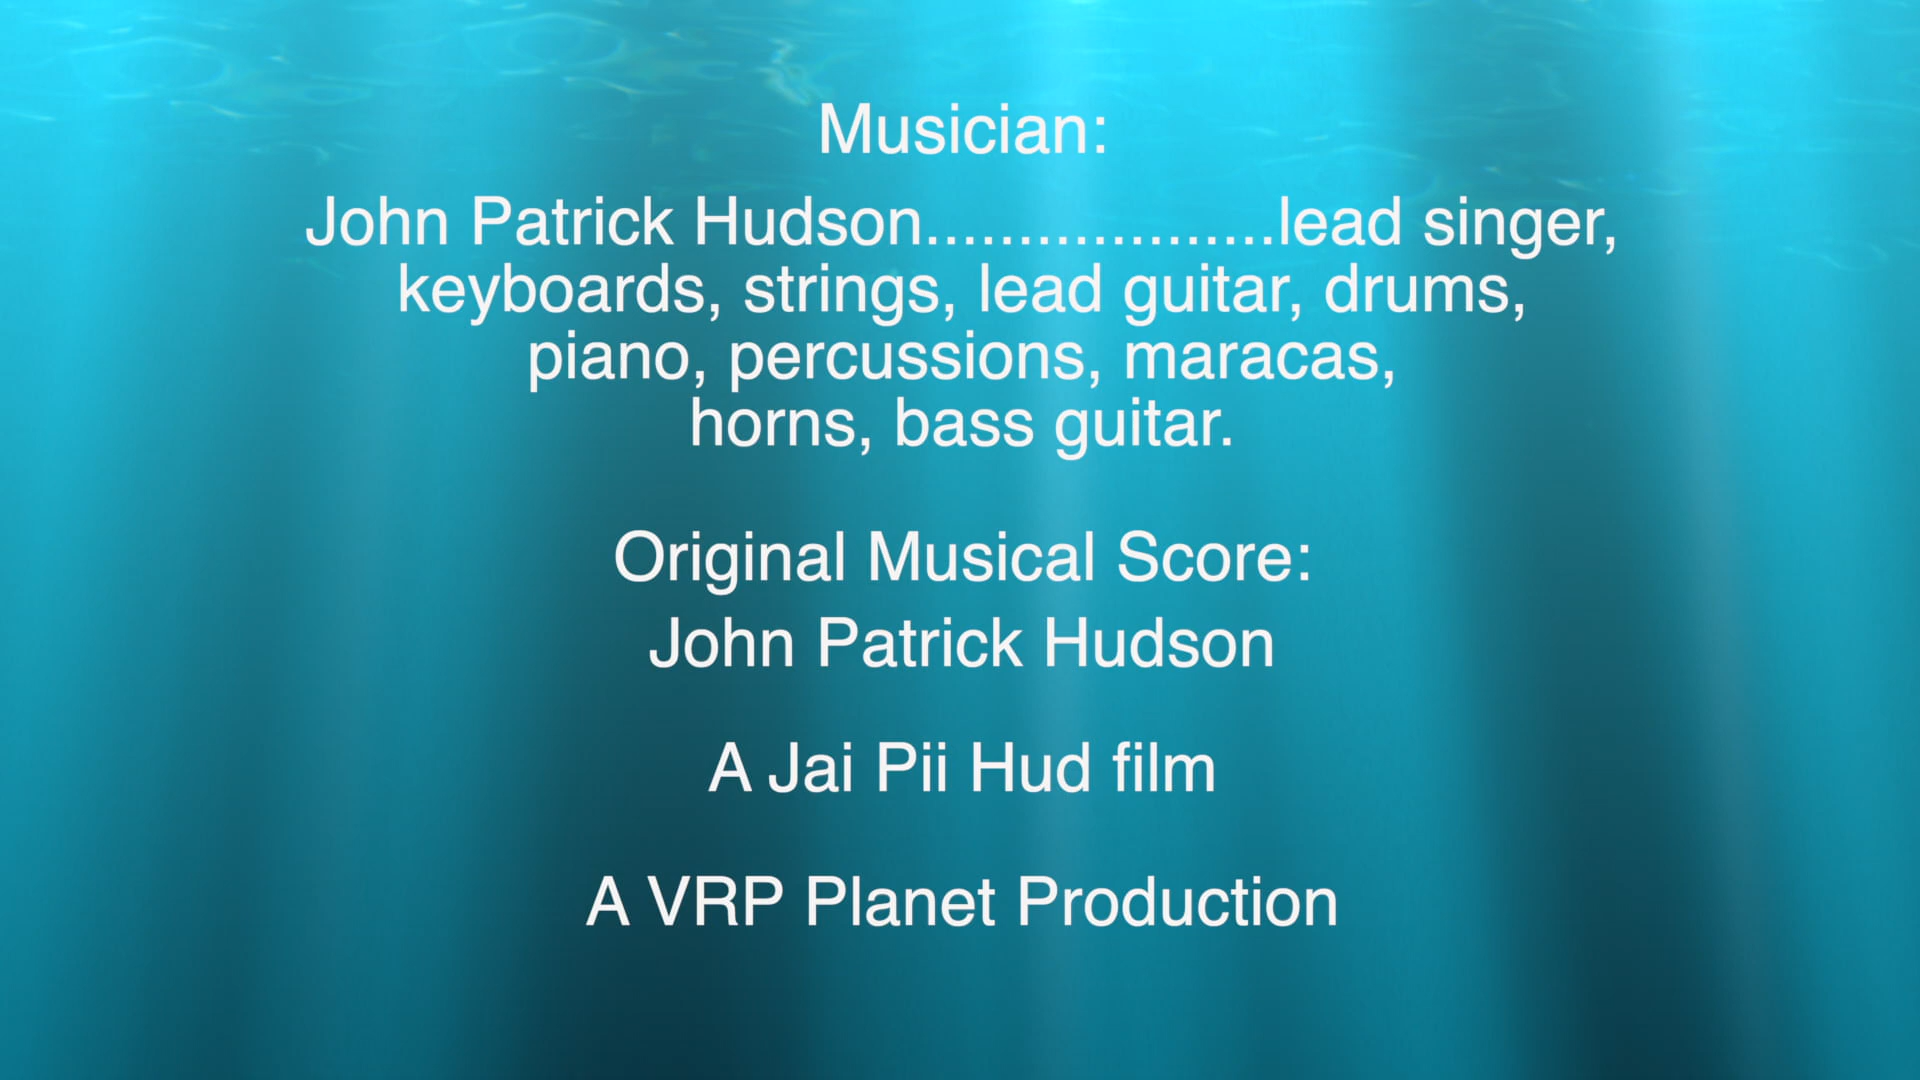 Musician:
John Patrick Hudson...................lead singer,
keyboards, strings, lead guitar, drums,
piano, percussions, maracas,
horns, bass guitar.
Original Musical Score:
John Patrick Hudson
A Jai Pii Hud film
A VRP Planet Production